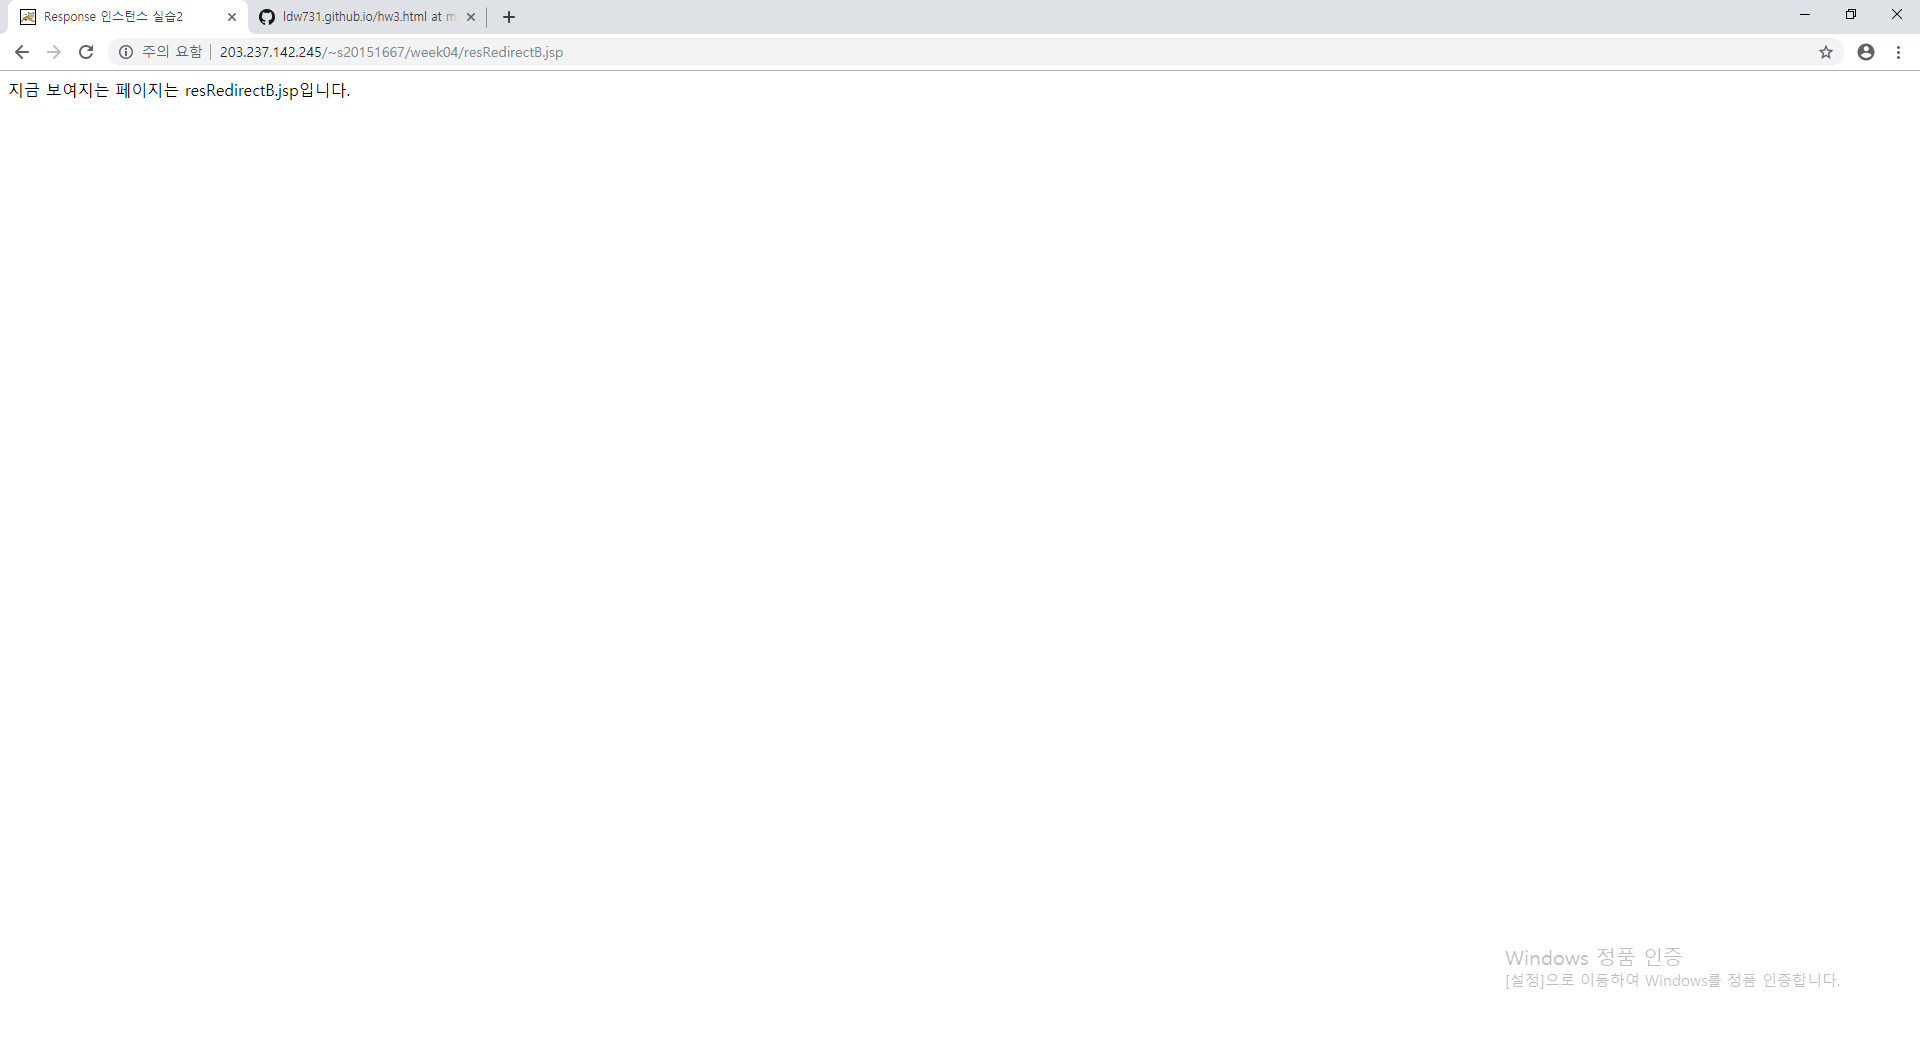 Response 인스턴스 실습2
ldw731.github.io/hw3.html at m
주의 요함 203.237.142.245/~s20151667/week04/resRedirectB.jsp
지금 보여지는 페이지는 resRedirectB.jsp입니다.
Windows 정품 인증
[설정]으로 이동하여 Windows를 정품 인증합니다.